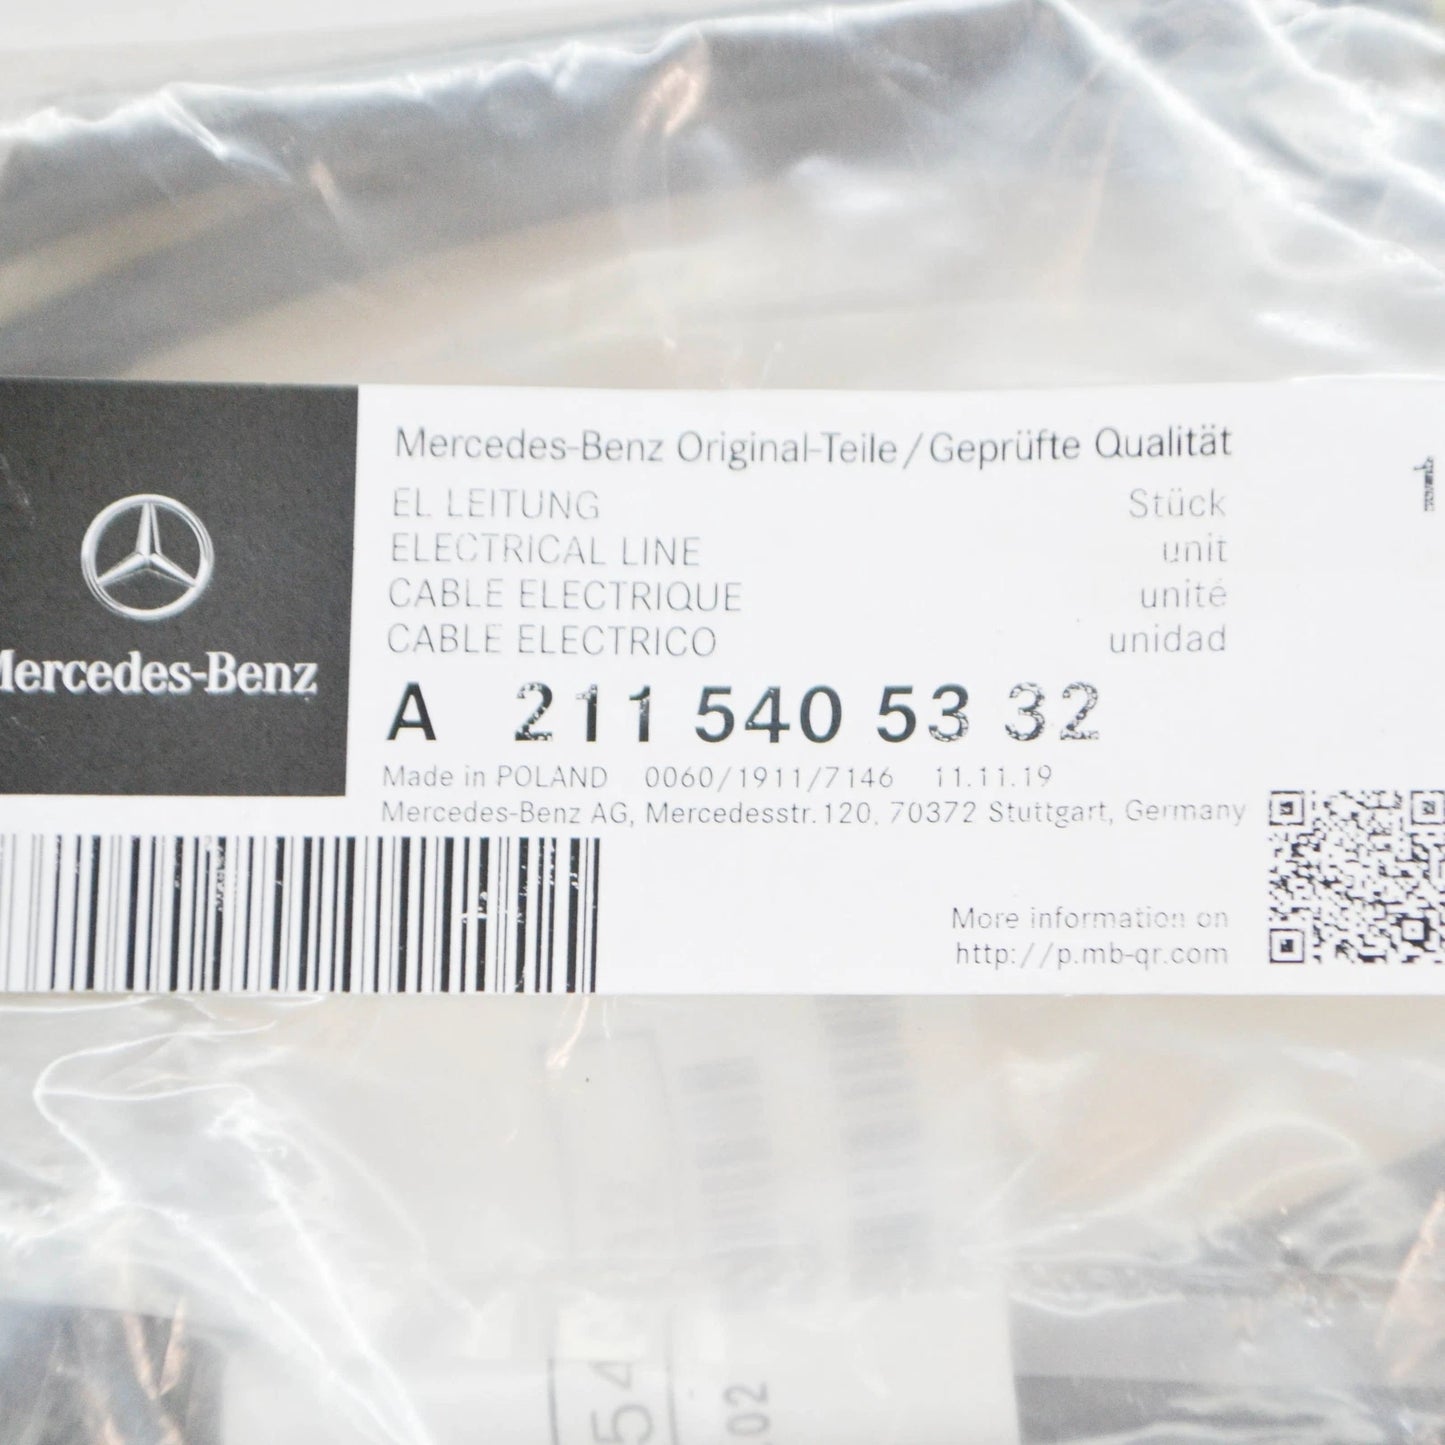 Mercedes-Benz Original-Teile/Geprüfte Qualität
EL LEITUNG Stück
ELECTRICAL LINE unit
CABLE ELECTRIQUE unité
CABLE ELECTRICO unidad
Mercedes-Benz
A 211 540 53 32
Made in POLAND 0060/1911/7146 11.11.19
Mercedes-Benz AG, Mercedesstr.120, 70372 Stuttgart, Germany
More information on
http://p.mb-qr.com